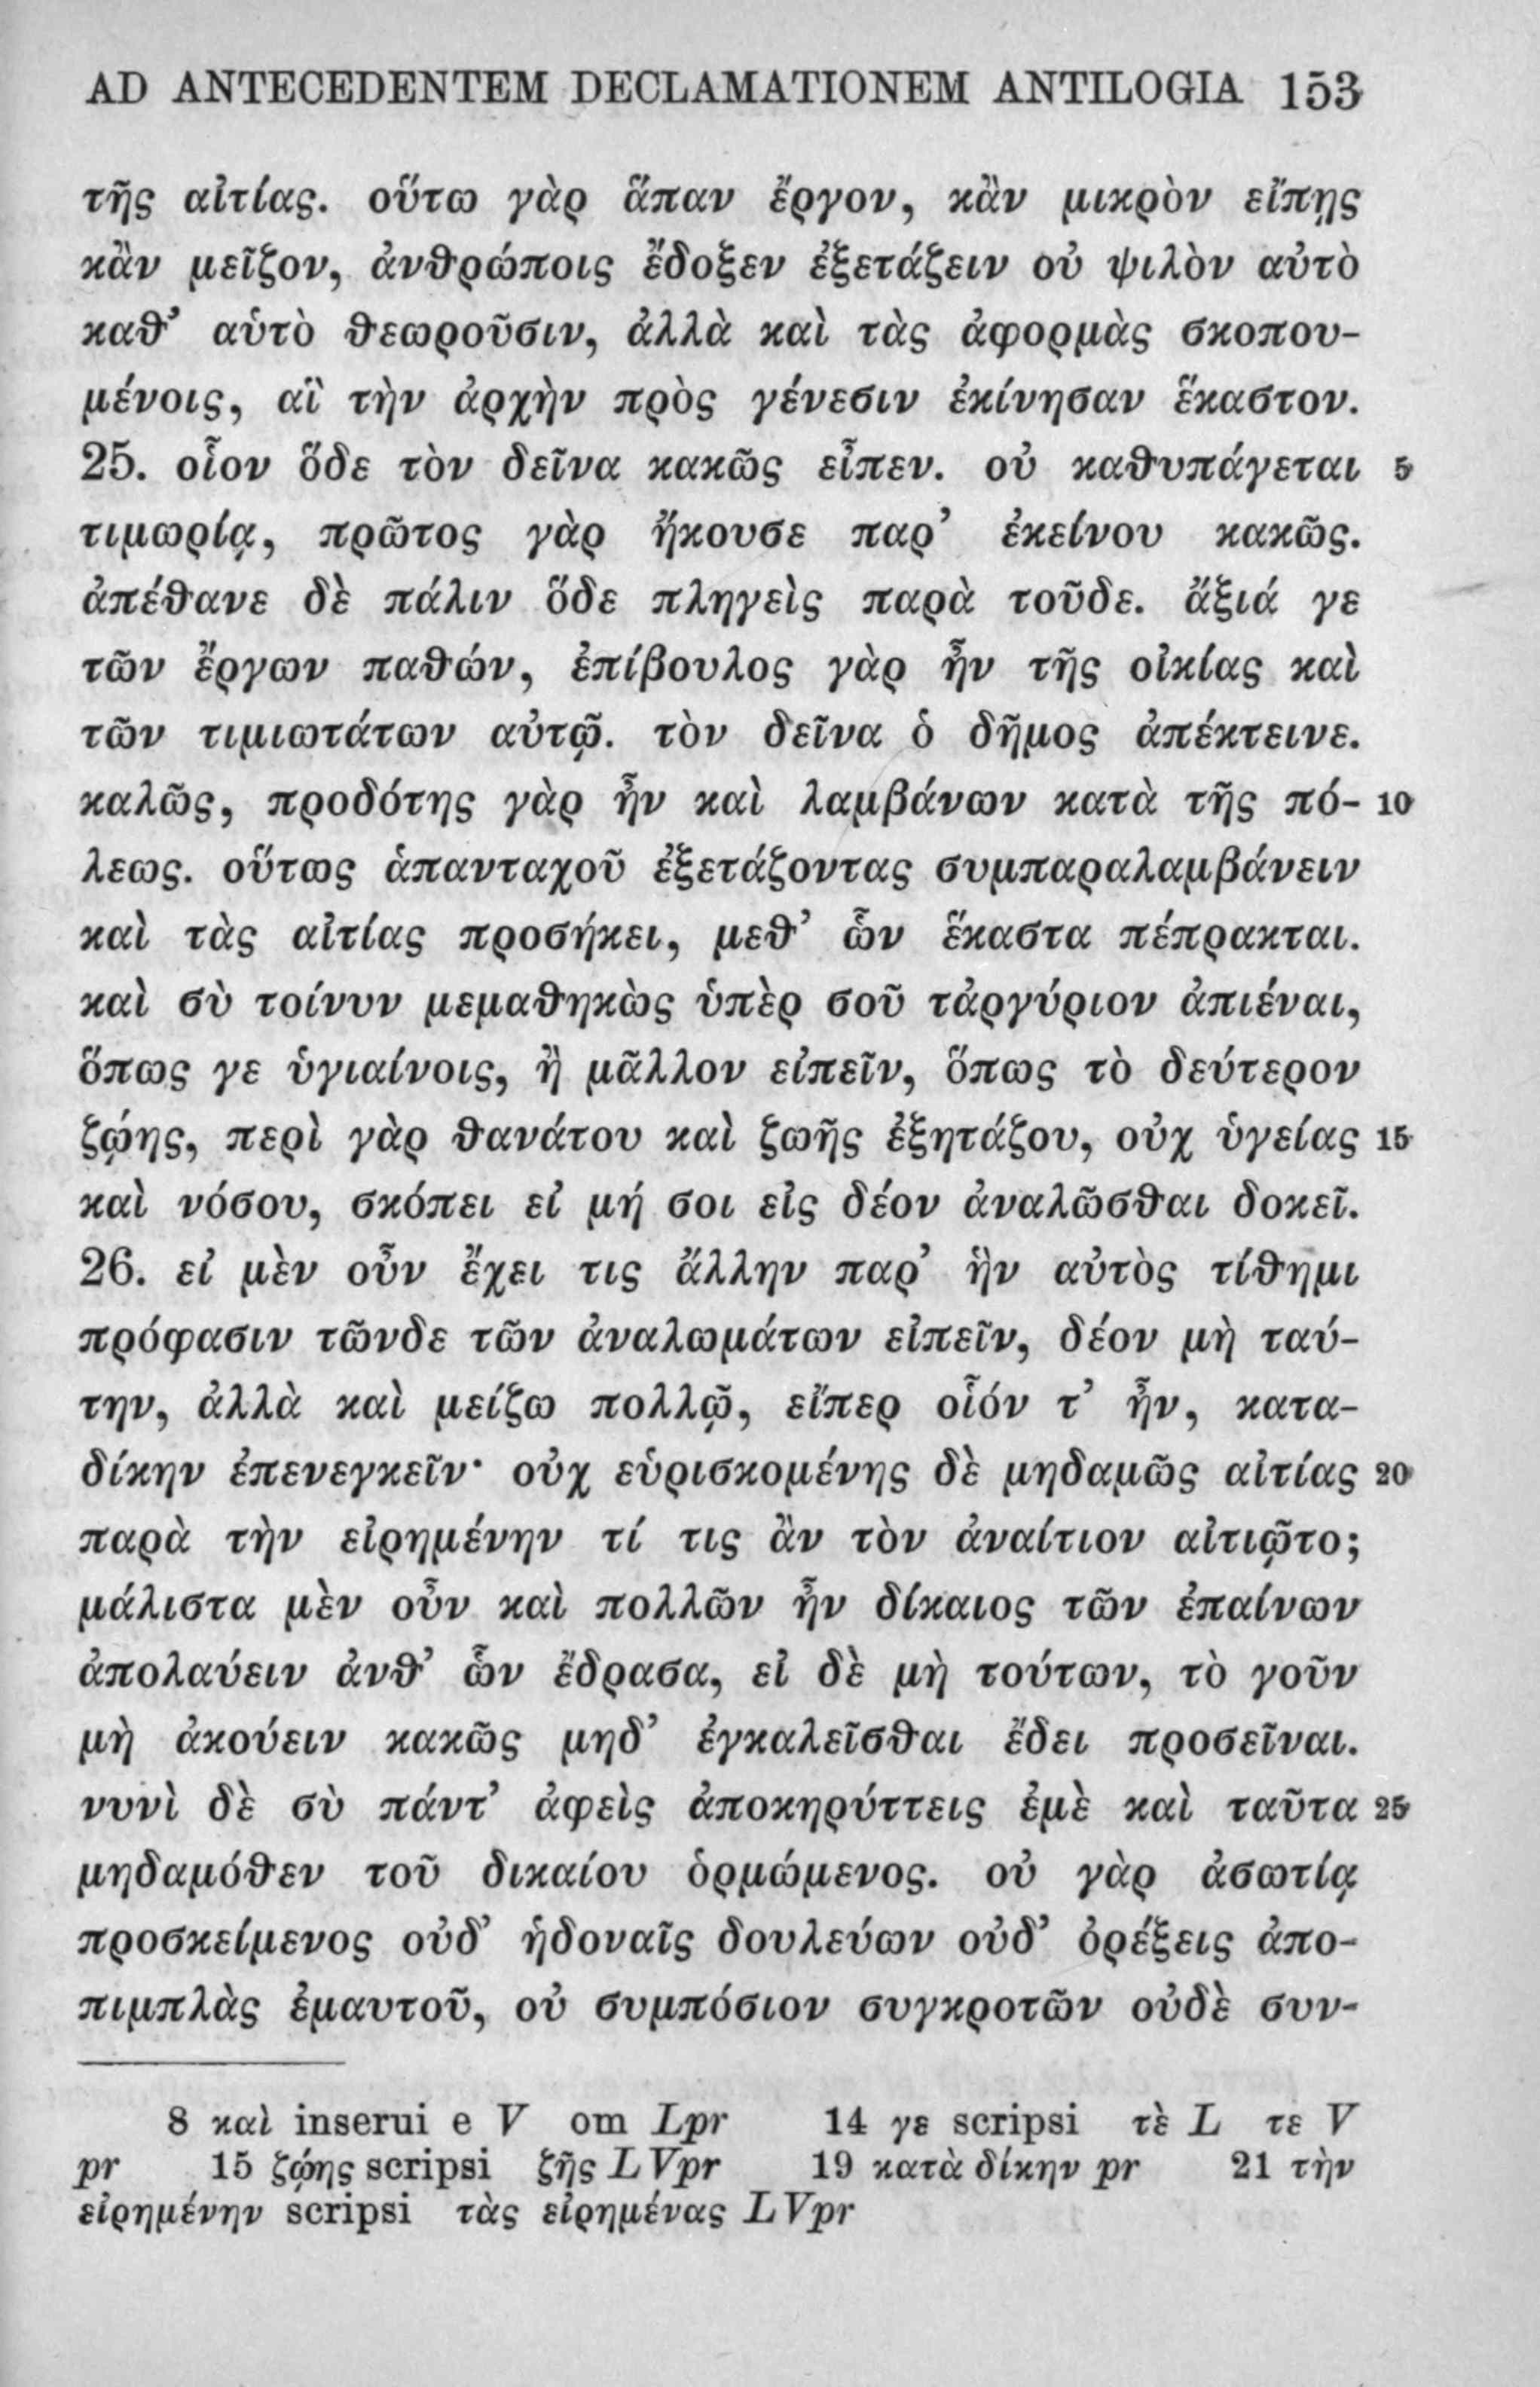 AD ANTECEDENTEM DECLAMATIONEM ANTILOGIA 153
τῆς αἰτίας. οὕτω γὰρ ἅπαν ἔργον, κἂν μικρὸν εἴπῃς
κἂν μεῖζον, ἀνθρώποις ἔδοξεν ἐξετάζειν οὐ ψιλὸν αὐτὸ
καθ’ αὑτὸ θεωροῦσιν, ἀλλὰ καὶ τὰς ἀφορμὰς σκοπου-
μένοις, αἳ τὴν ἀρχὴν πρὸς γένεσιν ἐκίνησαν ἕκαστον.
25. οἷον ὅδε τὸν δεῖνα κακῶς εἶπεν. οὐ καθυπάγεται 5
τιμωρίᾳ, πρῶτος γὰρ ἤκουσε παρ’ ἐκείνου κακῶς.
ἀπέθανε δὲ πάλιν ὅδε πληγεὶς παρὰ τοῦδε. ἄξιά γε
τῶν ἔργων παθών, ἐπίβουλος γὰρ ἦν τῆς οἰκίας καὶ
τῶν τιμιωτάτων αὐτῷ. τὸν δεῖνα ὁ δῆμος ἀπέκτεινε.
καλῶς, προδότης γὰρ ἦν καὶ λαμβάνων κατὰ τῆς πό- 10
λεως. οὕτως ἁπανταχοῦ ἐξετάζοντας συμπαραλαμβάνειν
καὶ τὰς αἰτίας προσήκει, μεθ’ ὧν ἕκαστα πέπρακται.
καὶ σὺ τοίνυν μεμαθηκὼς ὑπὲρ σοῦ τἀργύριον ἀπιέναι,
ὅπως γε ὑγιαίνοις, ἢ μᾶλλον εἰπεῖν, ὅπως τὸ δεύτερον
ζῴης, περὶ γὰρ θανάτου καὶ ζωῆς ἐξητάζου, οὐχ ὑγείας 15
καὶ νόσου, σκόπει εἰ μή σοι εἰς δέον ἀναλῶσθαι δοκεῖ.
26. εἰ μὲν οὖν ἔχει τις ἄλλην παρ’ ἣν αὐτὸς τίθημι
πρόφασιν τῶνδε τῶν ἀναλωμάτων εἰπεῖν, δέον μὴ ταύ-
την, ἀλλὰ καὶ μείζω πολλῷ, εἴπερ οἷόν τ’ ἦν, κατα-
δίκην ἐπενεγκεῖν· οὐχ εὑρισκομένης δὲ μηδαμῶς αἰτίας 20
παρὰ τὴν εἰρημένην τί τις ἂν τὸν ἀναίτιον αἰτιῷτο;
μάλιστα μὲν οὖν καὶ πολλῶν ἦν δίκαιος τῶν ἐπαίνων
ἀπολαύειν ἀνθ’ ὧν ἔδρασα, εἰ δὲ μὴ τούτων, τὸ γοῦν
μὴ ἀκούειν κακῶς μηδ’ ἐγκαλεῖσθαι ἔδει προσεῖναι.
νυνὶ δὲ σὺ πάντ’ ἀφεὶς ἀποκηρύττεις ἐμὲ καὶ ταῦτα 25
μηδαμόθεν τοῦ δικαίου ὁρμώμενος. οὐ γὰρ ἀσωτίᾳ
προσκείμενος οὐδ’ ἡδοναῖς δουλεύων οὐδ’ ὀρέξεις ἀπο-
πιμπλὰς ἐμαυτοῦ, οὐ συμπόσιον συγκροτῶν οὐδὲ συν-
8 καὶ inserui e V om Lpr 14 γε scripsi τὲ L τε V
pr 15 ζῴης scripsi ζῆς LVpr 19 κατὰ δίκην pr 21 τὴν
εἰρημένην scripsi τὰς εἰρημένας LVpr